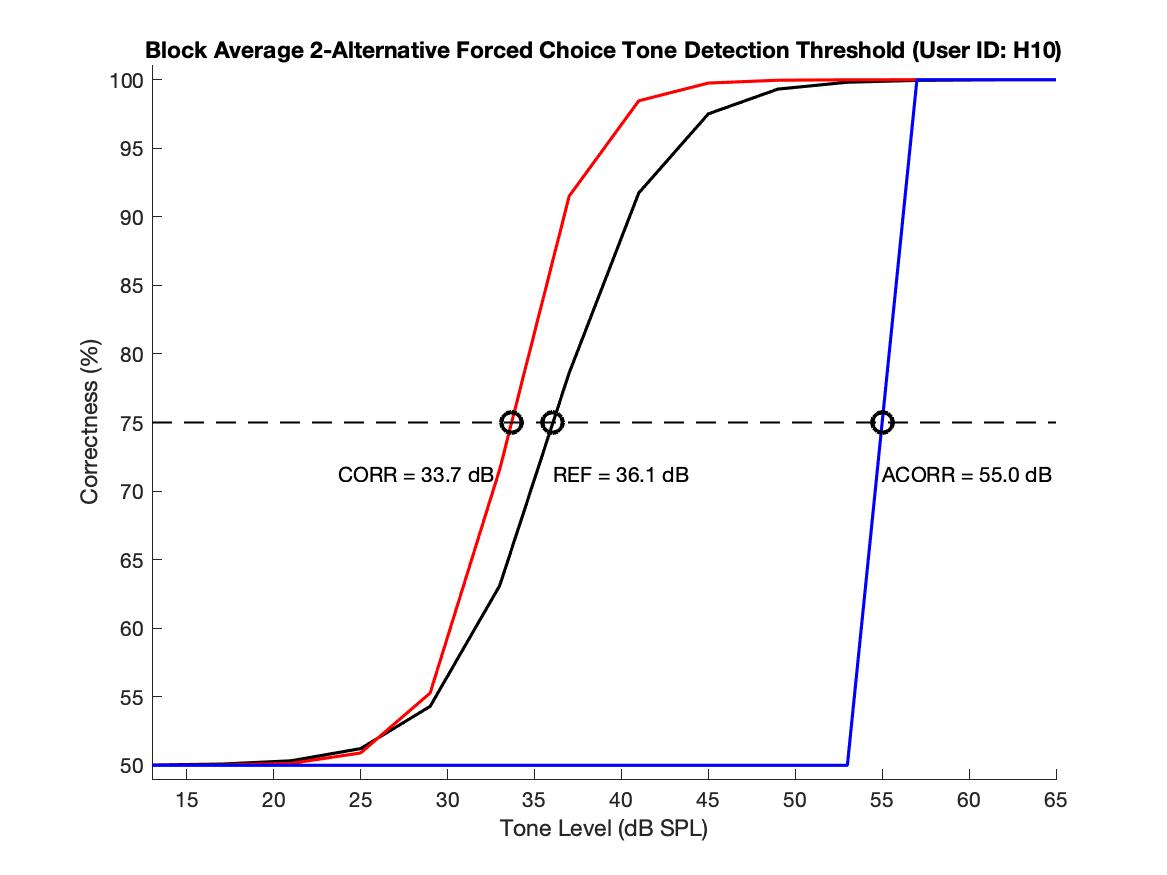 Block Average 2-Alternative Forced Choice Tone Detection Threshold (User ID: H10)
100
95
90
85
80
75
70
65
60
55
50
Correctness (%)
CORR = 33.7 dB
REF = 36.1 dB
ACORR = 55.0 dB
15 20 25 30 35 40 45 50 55 60 65
Tone Level (dB SPL)